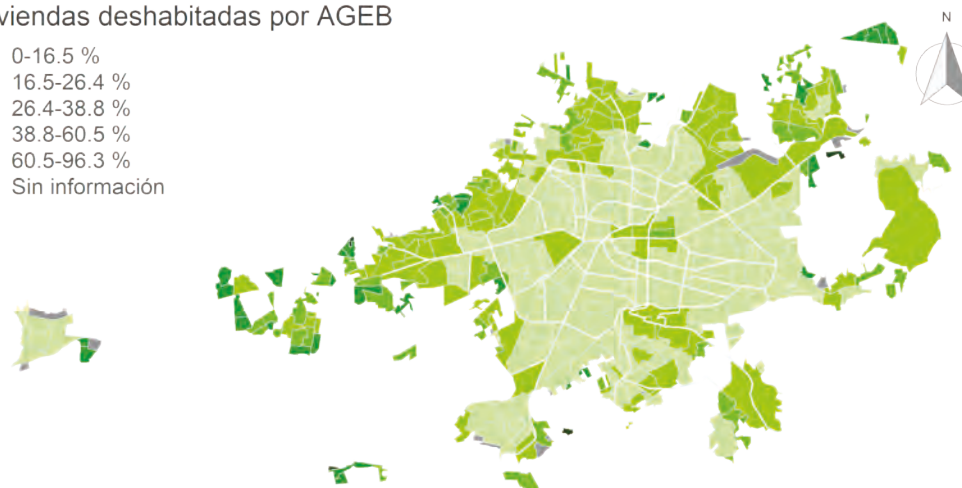 viendas deshabitadas por AGEB
N
0-16.5 %
16.5-26.4 %
26.4-38.8 %
38.8-60.5 %
60.5-96.3 %
Sin información